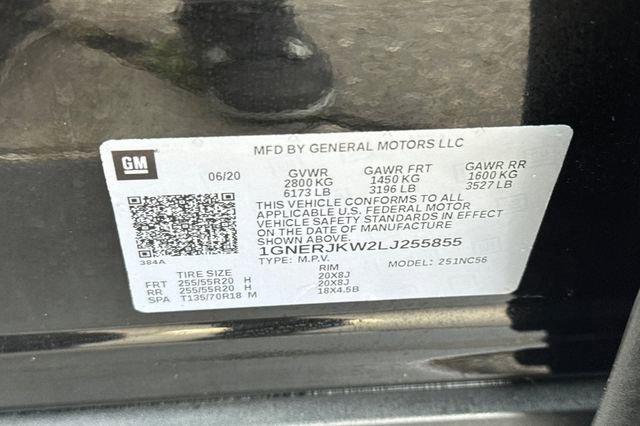 MFD BY GENERAL MOTORS LLC
GM
06/20
GVWR GAWR FRT GAWR RR
2800 KG 1450 KG 1600 KG
6173 LB 3196 LB 3527 LB
THIS VEHICLE CONFORMS TO ALL
APPLICABLE U.S. FEDERAL MOTOR
VEHICLE SAFETY STANDARDS IN EFFECT
ON THE DATE OF MANUFACTURE
SHOWN ABOVE.
1GNERJKW2LJ255855
384A
TYPE: M.P.V. MODEL: 251NC56
TIRE SIZE RIM
FRT 255/55R20 H 20X8J
RR 255/55R20 H 20X8J
SPA T135/70R18 M 18X4.5B